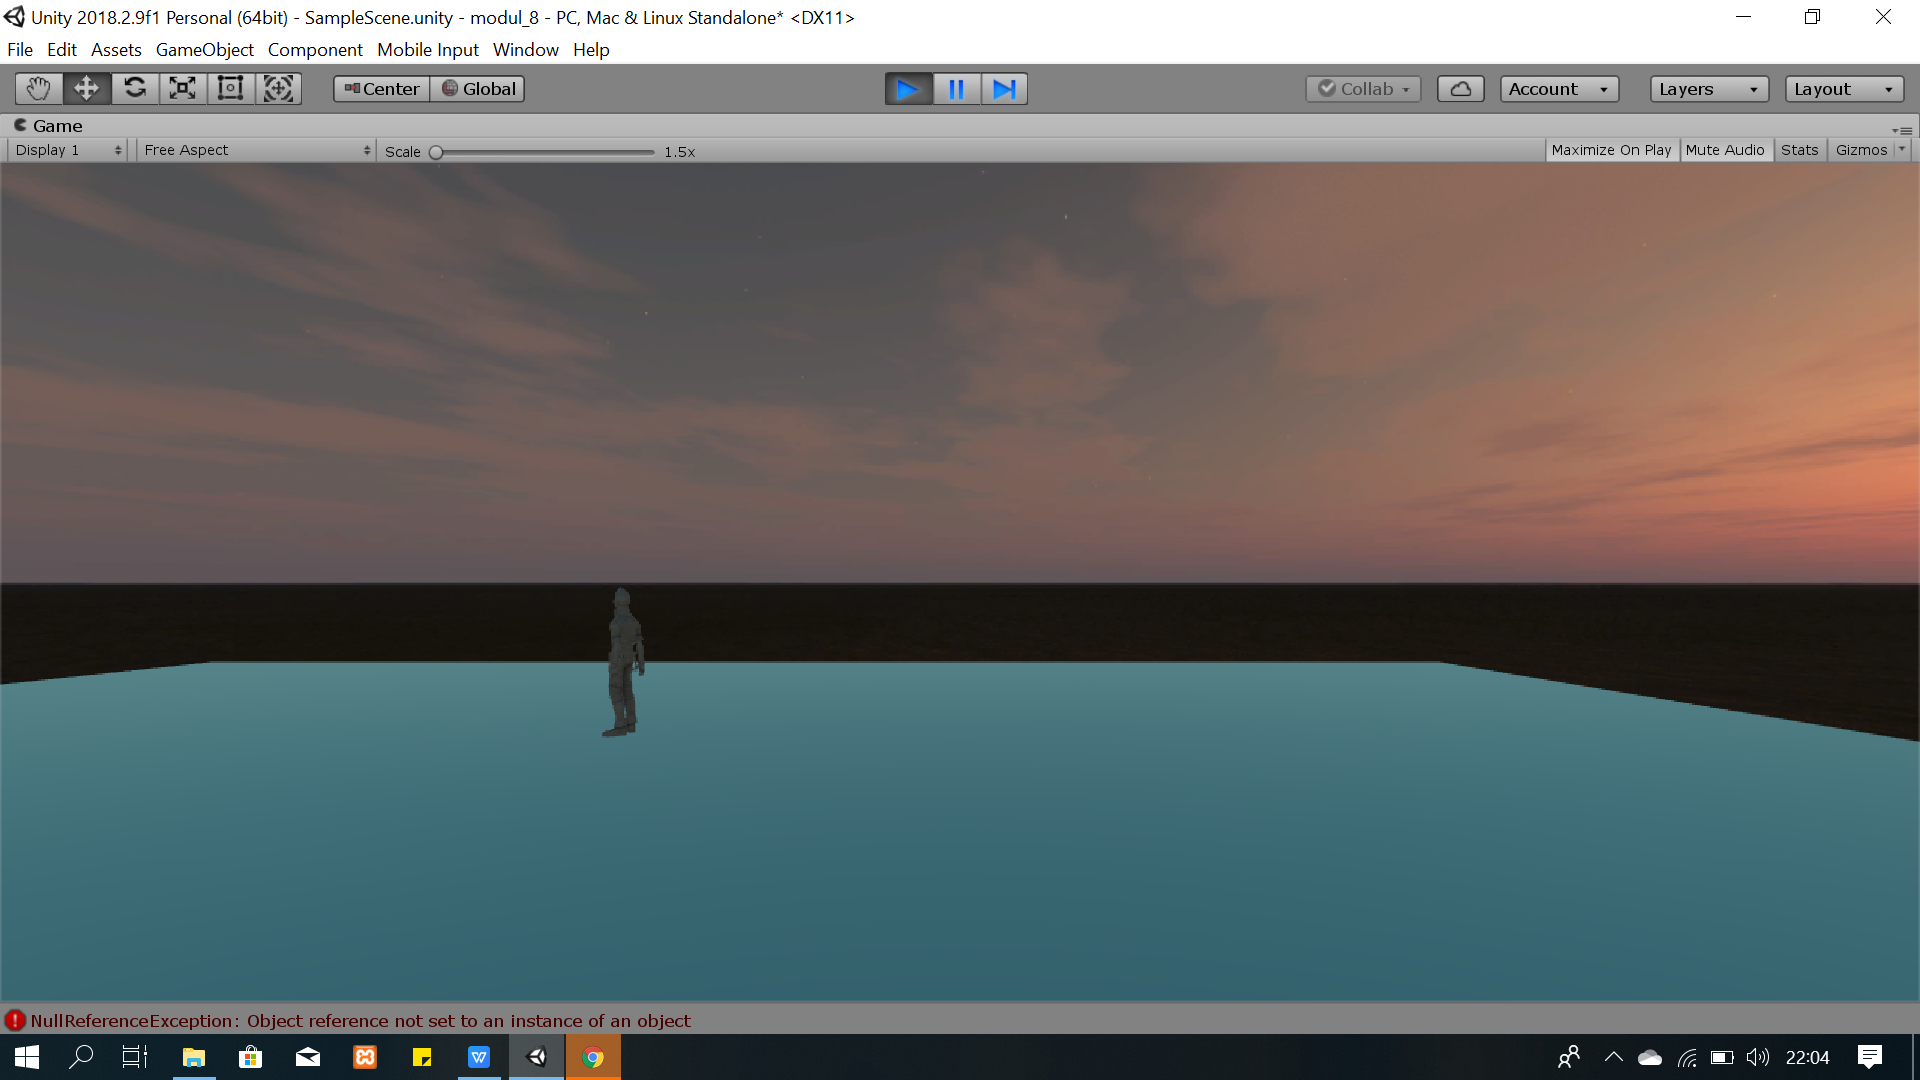 Unity 2018.2.9f1 Personal (64bit) - SampleScene.unity - modul_8 - PC, Mac & Linux Standalone* <DX11>
File Edit Assets GameObject Component Mobile Input Window Help
Center Global Collab Account Layers Layout
Game
Display 1 Free Aspect Scale 1.5x Maximize On Play Mute Audio Stats Gizmos
NullReferenceException: Object reference not set to an instance of an object
22:04